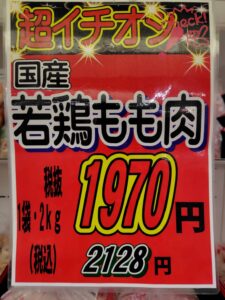 超イチオシ
国産
若鶏もも肉
税抜
1袋・2kg
1970円
(税込)
2128円